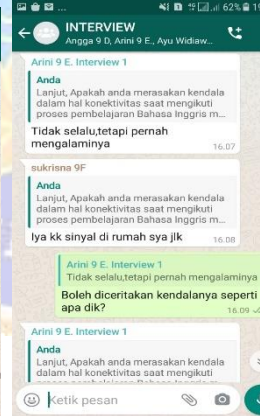 62% 19
INTERVIEW
Angga 9 D, Arini 9 E., Ayu Widiaw...
Arini 9 E. Interview 1
Anda
Lanjut, Apakah anda merasakan kendala
dalam hal konektivitas saat mengikuti
proses pembelajaran Bahasa Inggris m...
Tidak selalu,tetapi pernah
mengalaminya
16.07
sukrisna 9F
Anda
Lanjut, Apakah anda merasakan kendala
dalam hal konektivitas saat mengikuti
proses pembelajaran Bahasa Inggris m...
Iya kk sinyal di rumah sya jlk
16.08
Arini 9 E. Interview 1
Tidak selalu,tetapi pernah mengalaminya
Boleh diceritakan kendalanya seperti
apa dik?
16.09
Arini 9 E. Interview 1
Anda
Lanjut, Apakah anda merasakan kendala
dalam hal konektivitas saat mengikuti
Ketik pesan